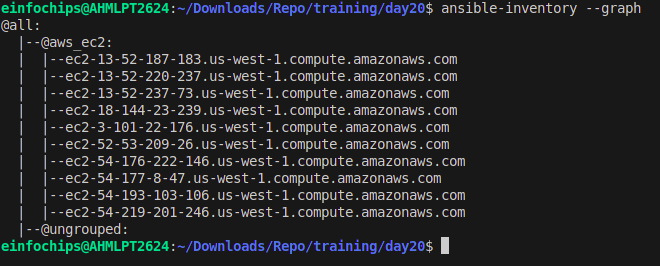 einfochips@AHMLPT2624:~/Downloads/Repo/training/day20$ ansible-inventory --graph
@all:
  |--@aws_ec2:
  |  |--ec2-13-52-187-183.us-west-1.compute.amazonaws.com
  |  |--ec2-13-52-220-237.us-west-1.compute.amazonaws.com
  |  |--ec2-13-52-237-73.us-west-1.compute.amazonaws.com
  |  |--ec2-18-144-23-239.us-west-1.compute.amazonaws.com
  |  |--ec2-3-101-22-176.us-west-1.compute.amazonaws.com
  |  |--ec2-52-53-209-26.us-west-1.compute.amazonaws.com
  |  |--ec2-54-176-222-146.us-west-1.compute.amazonaws.com
  |  |--ec2-54-177-8-47.us-west-1.compute.amazonaws.com
  |  |--ec2-54-193-103-106.us-west-1.compute.amazonaws.com
  |  |--ec2-54-219-201-246.us-west-1.compute.amazonaws.com
  |--@ungrouped:
einfochips@AHMLPT2624:~/Downloads/Repo/training/day20$